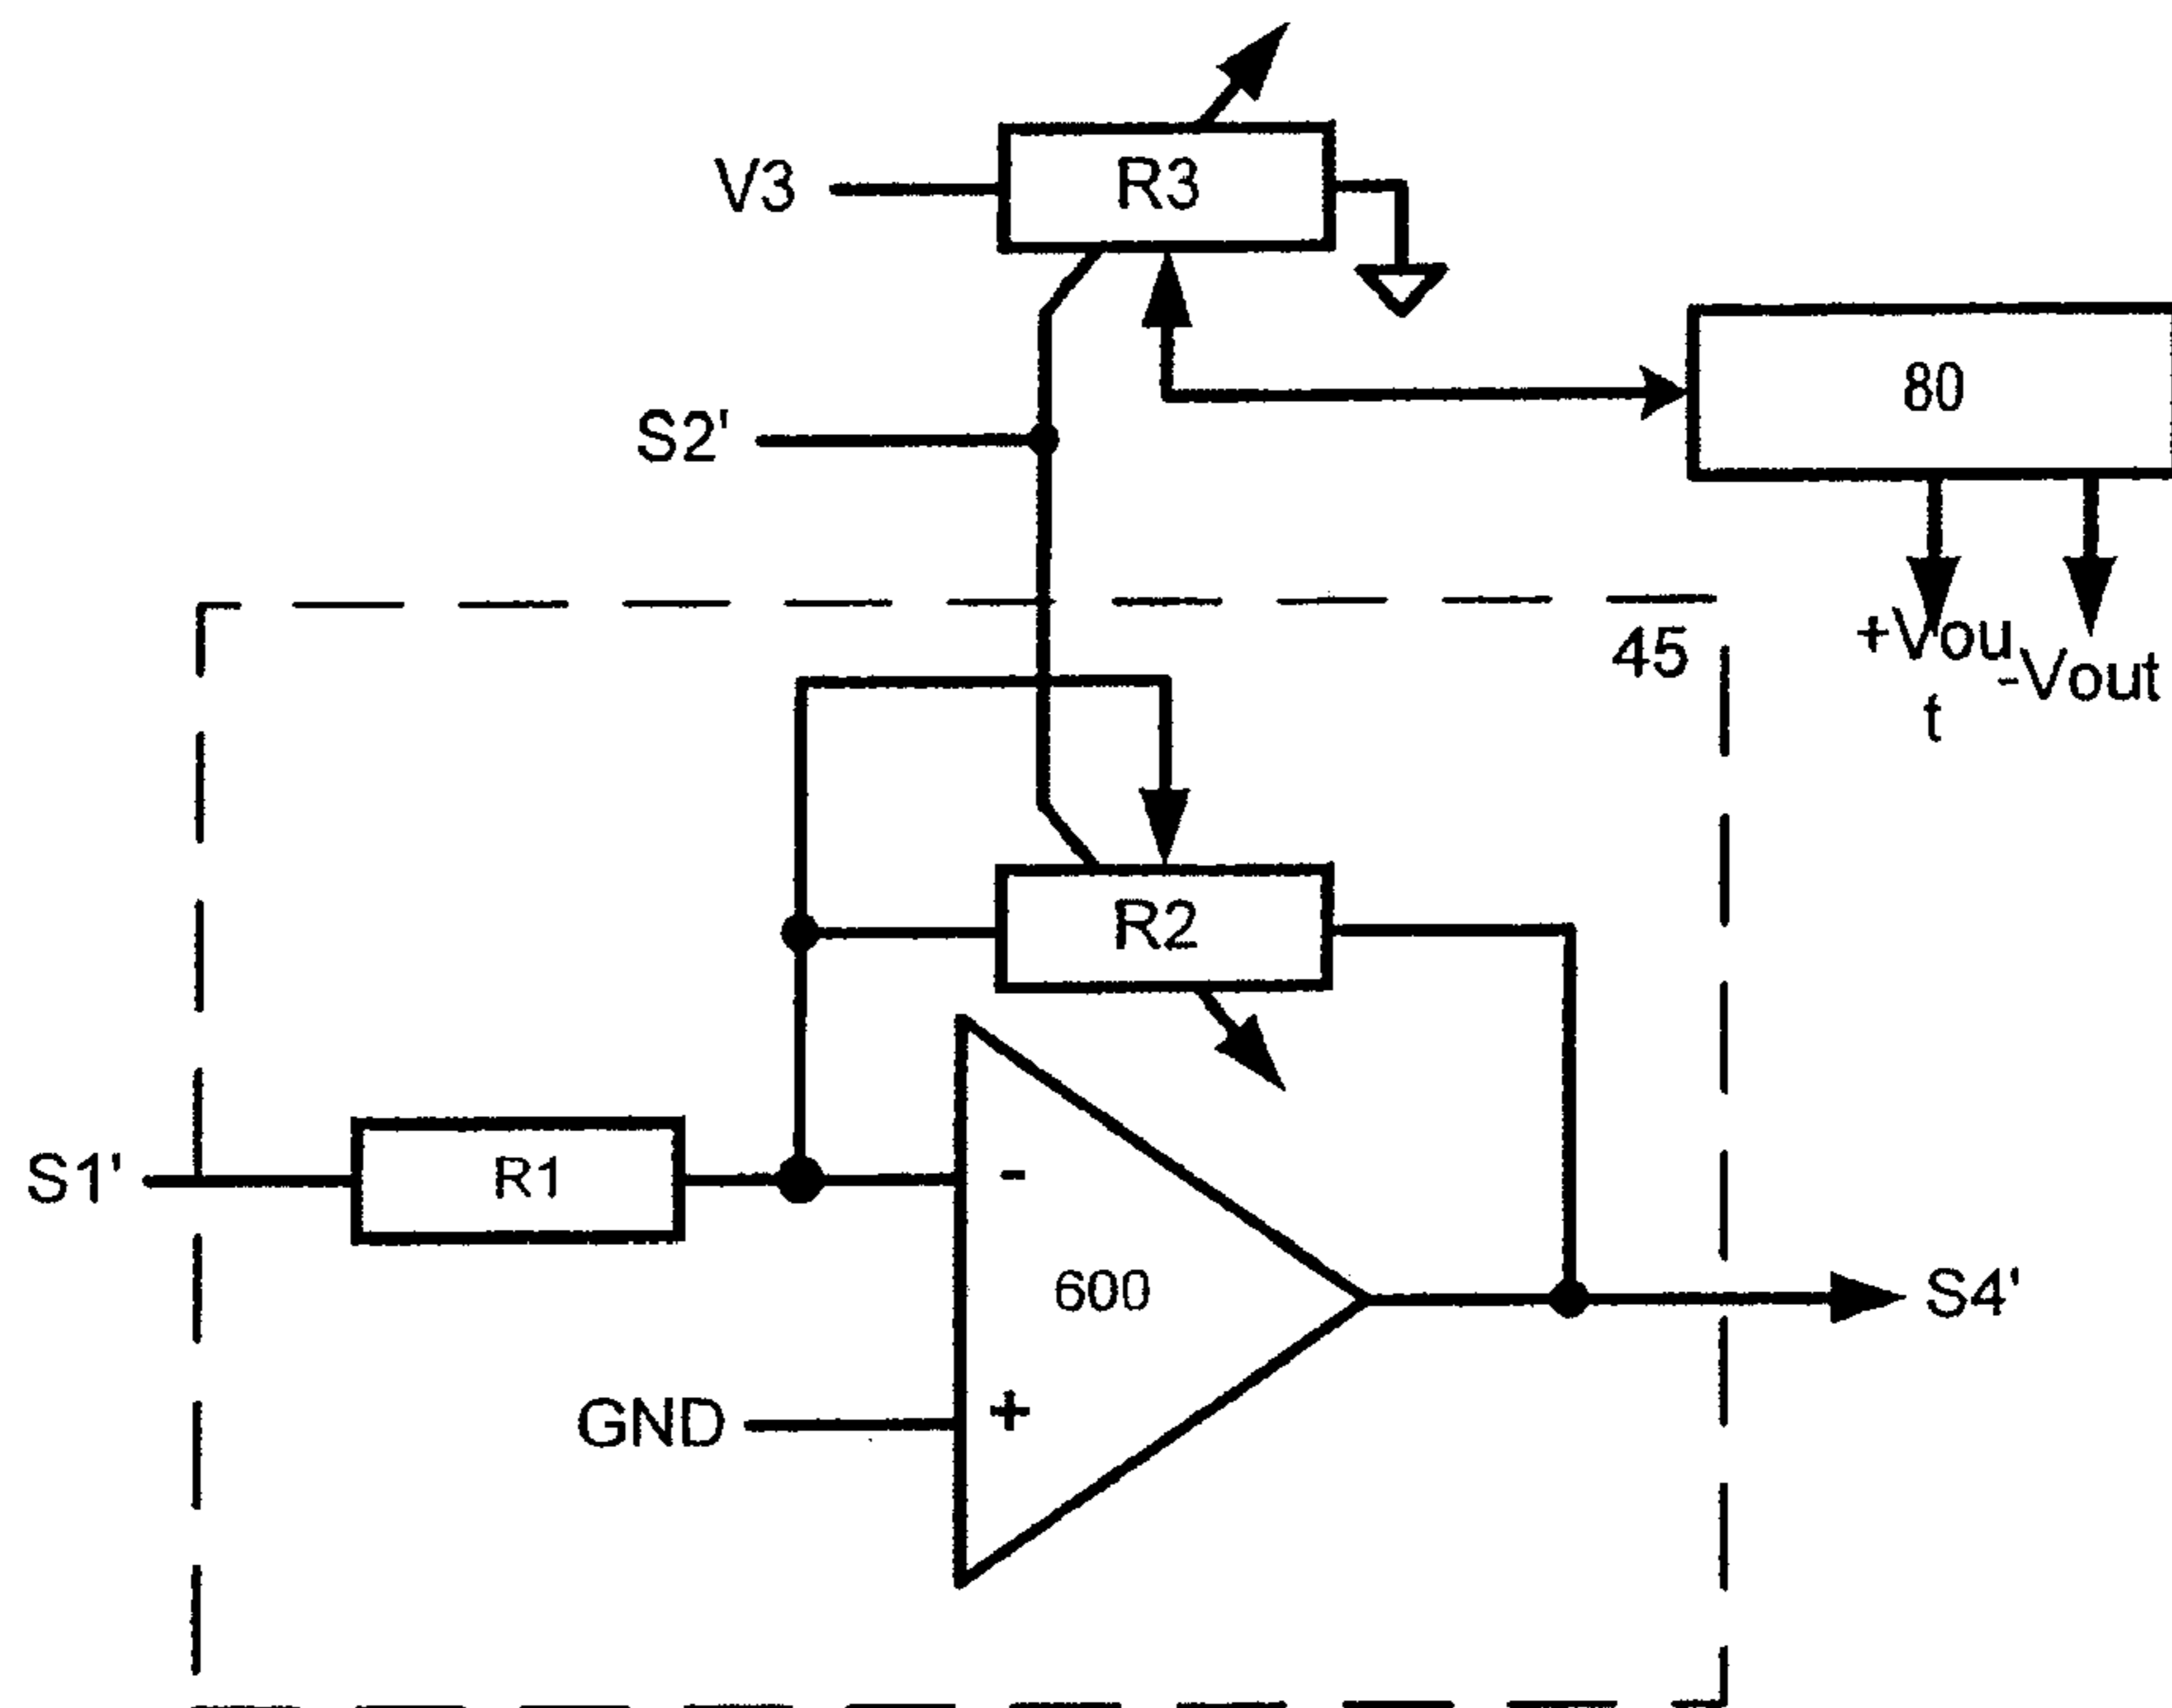 V3
R3
S2'
80
45
+Vou
t
-Vout
R2
S1'
R1
-
600
S4'
GND
+